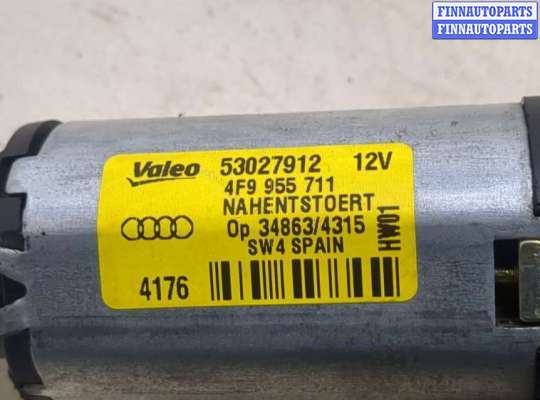 FINNAUTOPARTS
FINNAUTOPARTS
Valeo 53027912 12V
4F9 955 711
NAHENTSTOERT
Op 34863/4315
SW4 SPAIN
HW01
4176